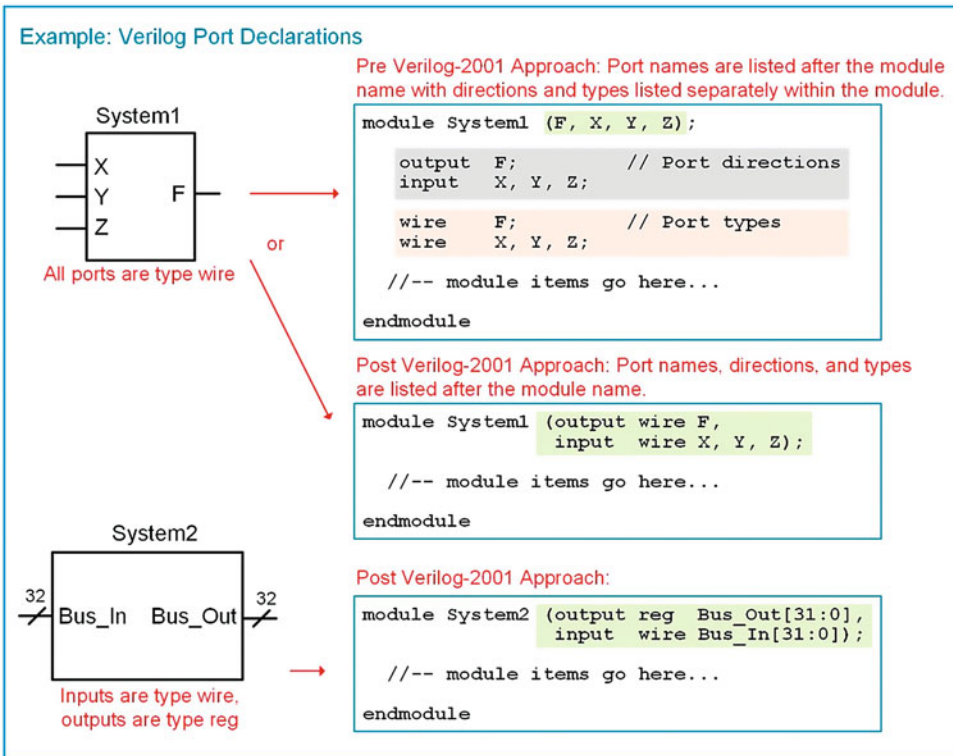 Example: Verilog Port Declarations
Pre Verilog-2001 Approach: Port names are listed after the module
name with directions and types listed separately within the module.
System1
X
Y
Z
F
All ports are type wire
or
module System1 (F, X, Y, Z);
output F; // Port directions
input X, Y, Z;
wire F; // Port types
wire X, Y, Z;
//-- module items go here...
endmodule
Post Verilog-2001 Approach: Port names, directions, and types
are listed after the module name.
module System1 (output wire F,
input wire X, Y, Z);
//-- module items go here...
endmodule
System2
32
Bus_In Bus_Out
32
Inputs are type wire,
outputs are type reg
Post Verilog-2001 Approach:
module System2 (output reg Bus_Out[31:0],
input wire Bus_In[31:0]);
//-- module items go here...
endmodule